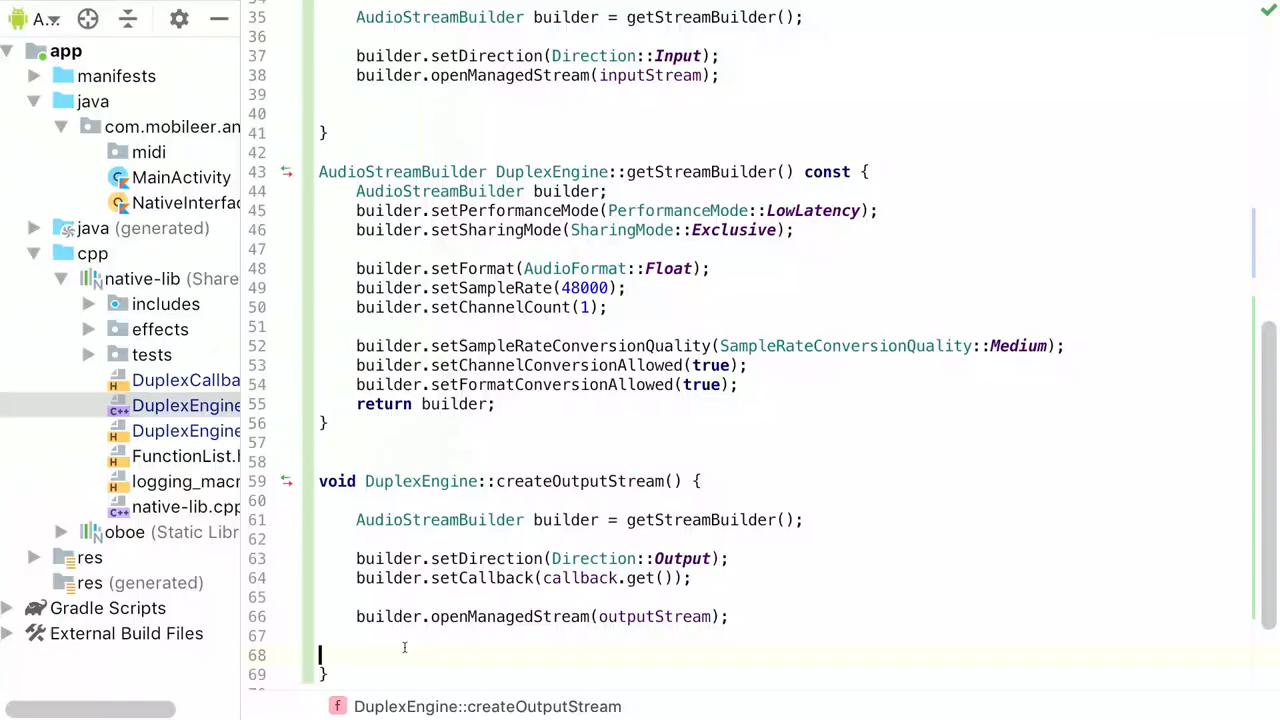 A...
app
manifests
java
com.mobileer.an
midi
MainActivity
NativeInterfac
java (generated)
cpp
native-lib (Share
includes
effects
tests
DuplexCallba
DuplexEngine
DuplexEngine
FunctionList.h
logging_macr
native-lib.cpp
oboe (Static Libr
res
res (generated)
Gradle Scripts
External Build Files
35 AudioStreamBuilder builder = getStreamBuilder();
36
37 builder.setDirection(Direction::Input);
38 builder.openManagedStream(inputStream);
39
40
41 }
42
43 AudioStreamBuilder DuplexEngine::getStreamBuilder() const {
44 AudioStreamBuilder builder;
45 builder.setPerformanceMode(PerformanceMode::LowLatency);
46 builder.setSharingMode(SharingMode::Exclusive);
47
48 builder.setFormat(AudioFormat::Float);
49 builder.setSampleRate(48000);
50 builder.setChannelCount(1);
51
52 builder.setSampleRateConversionQuality(SampleRateConversionQuality::Medium);
53 builder.setChannelConversionAllowed(true);
54 builder.setFormatConversionAllowed(true);
55 return builder;
56 }
57
58
59 void DuplexEngine::createOutputStream() {
60
61 AudioStreamBuilder builder = getStreamBuilder();
62
63 builder.setDirection(Direction::Output);
64 builder.setCallback(callback.get());
65
66 builder.openManagedStream(outputStream);
67
68
69 }
f DuplexEngine::createOutputStream